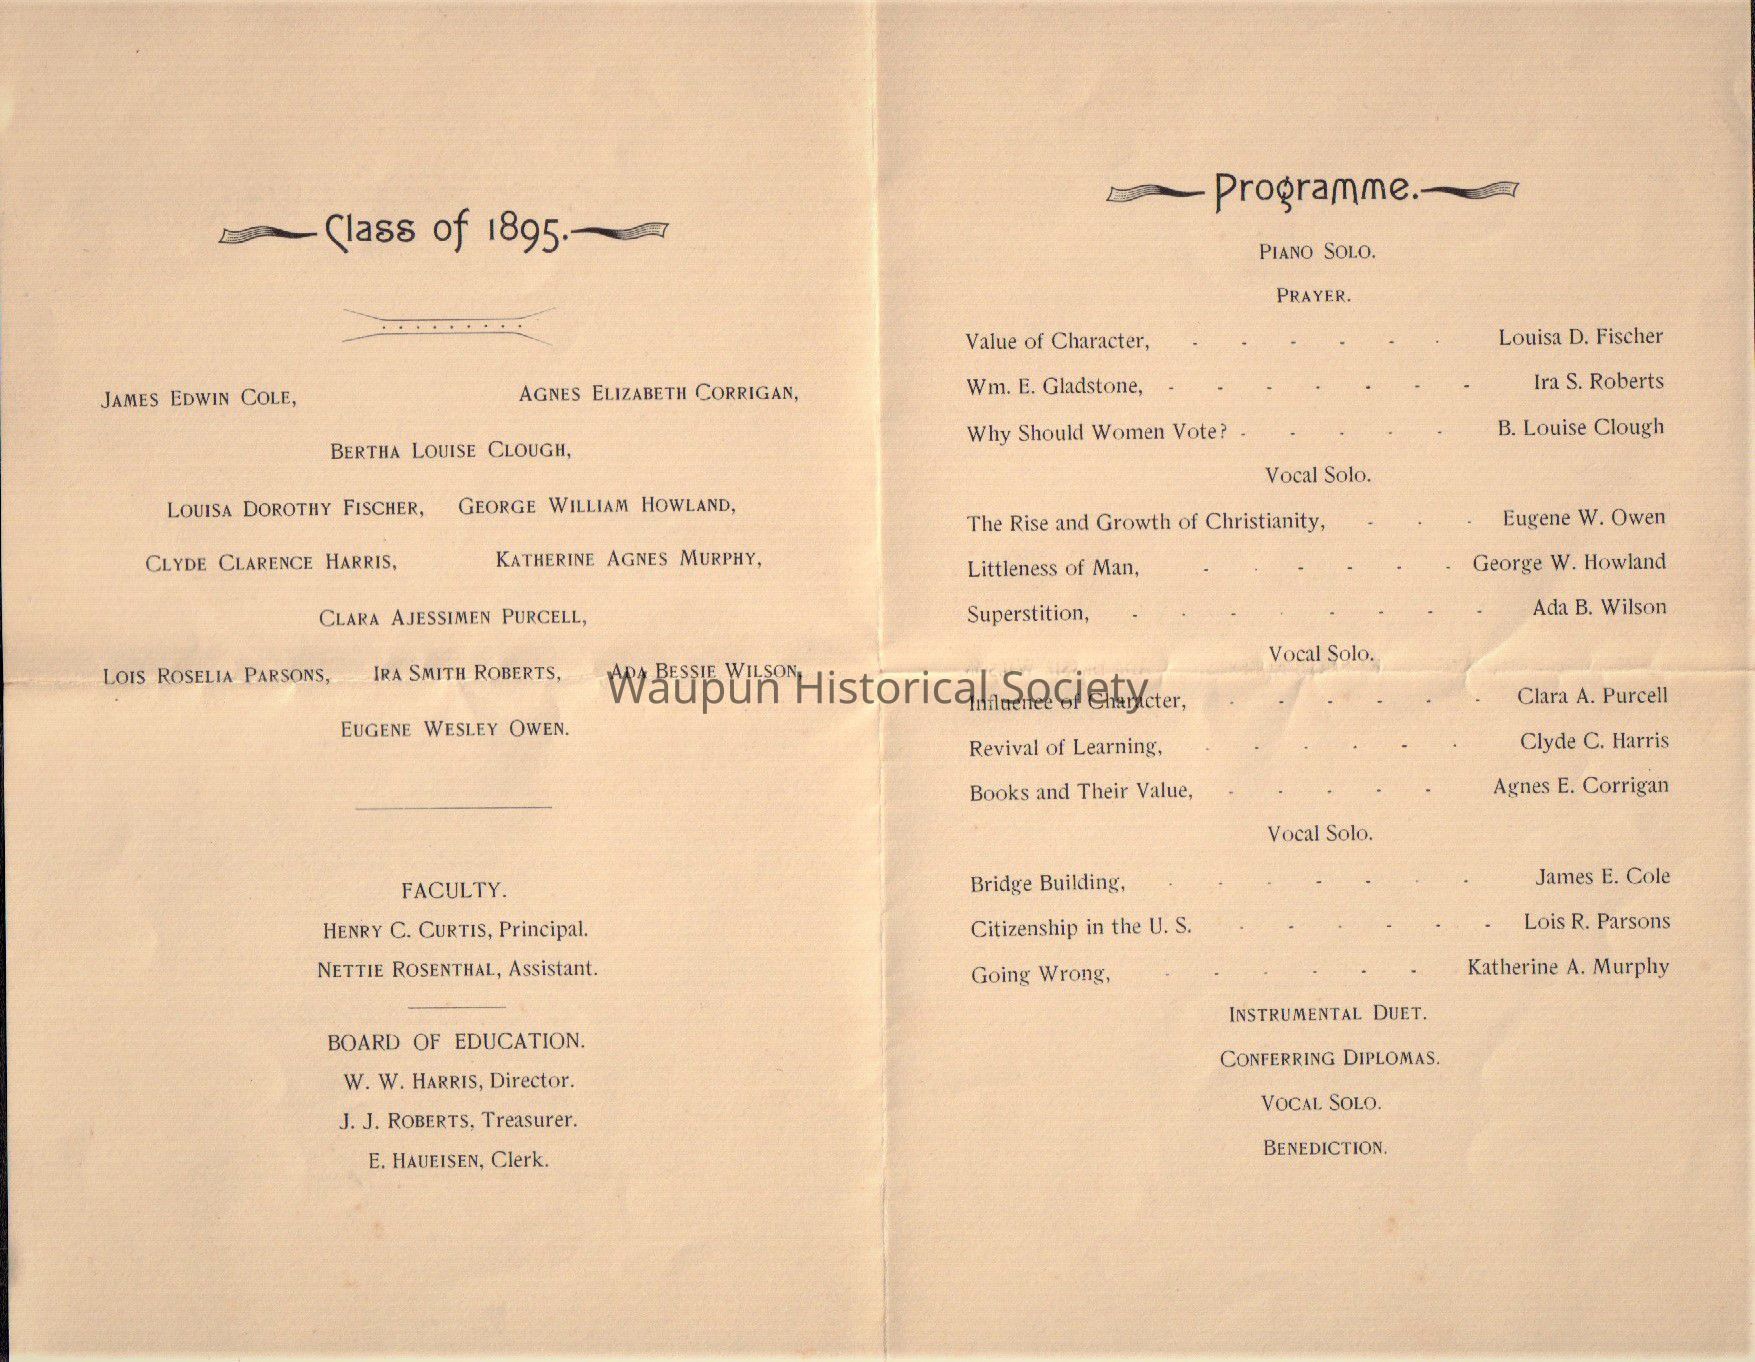 Class of 1895.
JAMES EDWIN COLE, AGNES ELIZABETH CORRIGAN,
BERTHA LOUISE CLOUGH,
LOUISA DOROTHY FISCHER, GEORGE WILLIAM HOWLAND,
CLYDE CLARENCE HARRIS, KATHERINE AGNES MURPHY,
CLARA AJESSIMEN PURCELL,
LOIS ROSELIA PARSONS, IRA SMITH ROBERTS, ADA BESSIE WILSON,
EUGENE WESLEY OWEN.
FACULTY.
HENRY C. CURTIS, Principal.
NETTIE ROSENTHAL, Assistant.
BOARD OF EDUCATION.
W. W. HARRIS, Director.
J. J. ROBERTS, Treasurer.
E. HAUEISEN, Clerk.
Waupun Historical Society
Programme.
PIANO SOLO.
PRAYER.
Value of Character, - - - - - - Louisa D. Fischer
Wm. E. Gladstone, - - - - - - - Ira S. Roberts
Why Should Women Vote? - - - - - B. Louise Clough
Vocal Solo.
The Rise and Growth of Christianity, - - - Eugene W. Owen
Littleness of Man, - - - - - - George W. Howland
Superstition, - - - - - - - - Ada B. Wilson
Vocal Solo.
Influence of Character, - - - - - - Clara A. Purcell
Revival of Learning, - - - - - - Clyde C. Harris
Books and Their Value, - - - - - Agnes E. Corrigan
Vocal Solo.
Bridge Building, - - - - - - - James E. Cole
Citizenship in the U. S. - - - - - - Lois R. Parsons
Going Wrong, - - - - - - Katherine A. Murphy
INSTRUMENTAL DUET.
CONFERRING DIPLOMAS.
VOCAL SOLO.
BENEDICTION.